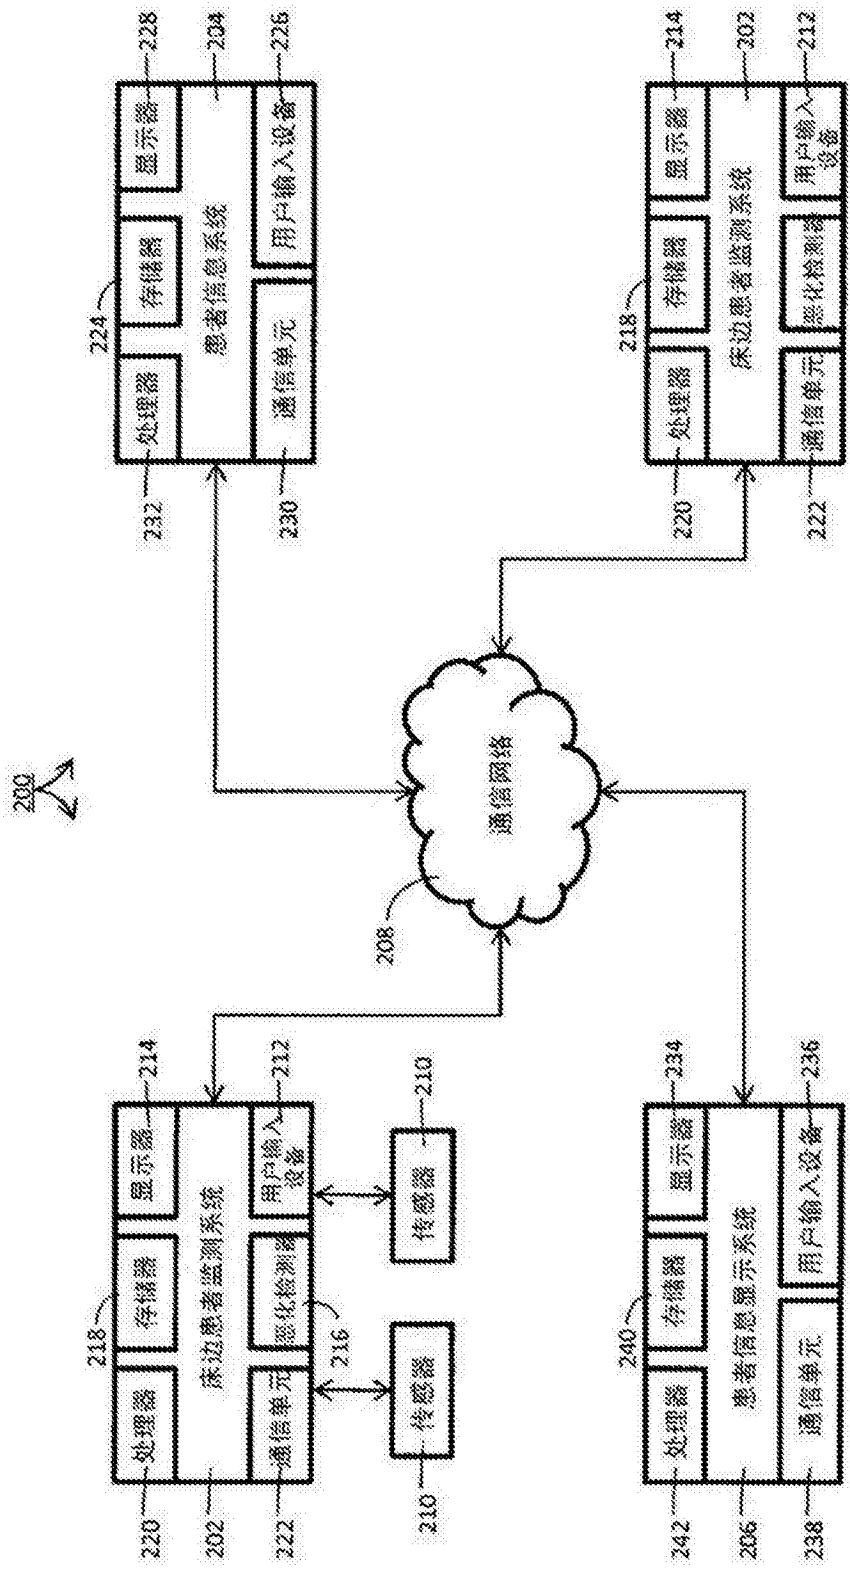 200
218
220
处理器
存储器
显示器
214
202
床边患者监测系统
222
通信单元
恶化检测器
用户输入设备
212
216
210
传感器
传感器
210
224
232
处理器
存储器
显示器
228
患者信息系统
204
230
通信单元
用户输入设备
226
208
通信网络
240
242
处理器
存储器
显示器
234
206
患者信息显示系统
238
通信单元
用户输入设备
236
218
220
处理器
存储器
显示器
214
床边患者监测系统
202
222
通信单元
恶化检测器
用户输入
设备
212